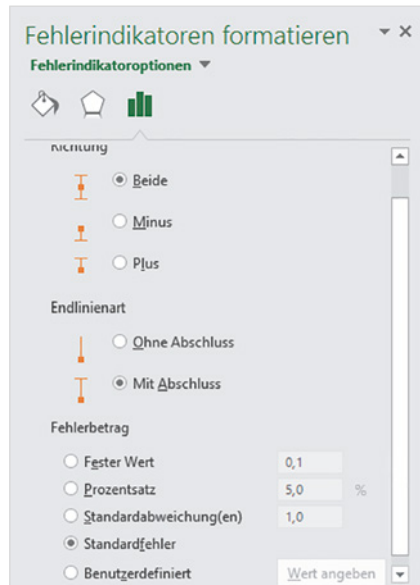 Fehlerindikatoren formatieren
Fehlerindikatoroptionen
Richtung
Beide
Minus
Plus
Endlinienart
Ohne Abschluss
Mit Abschluss
Fehlerbetrag
Fester Wert 0,1
Prozentsatz 5,0 %
Standardabweichung(en) 1,0
Standardfehler
Benutzerdefiniert Wert angeben